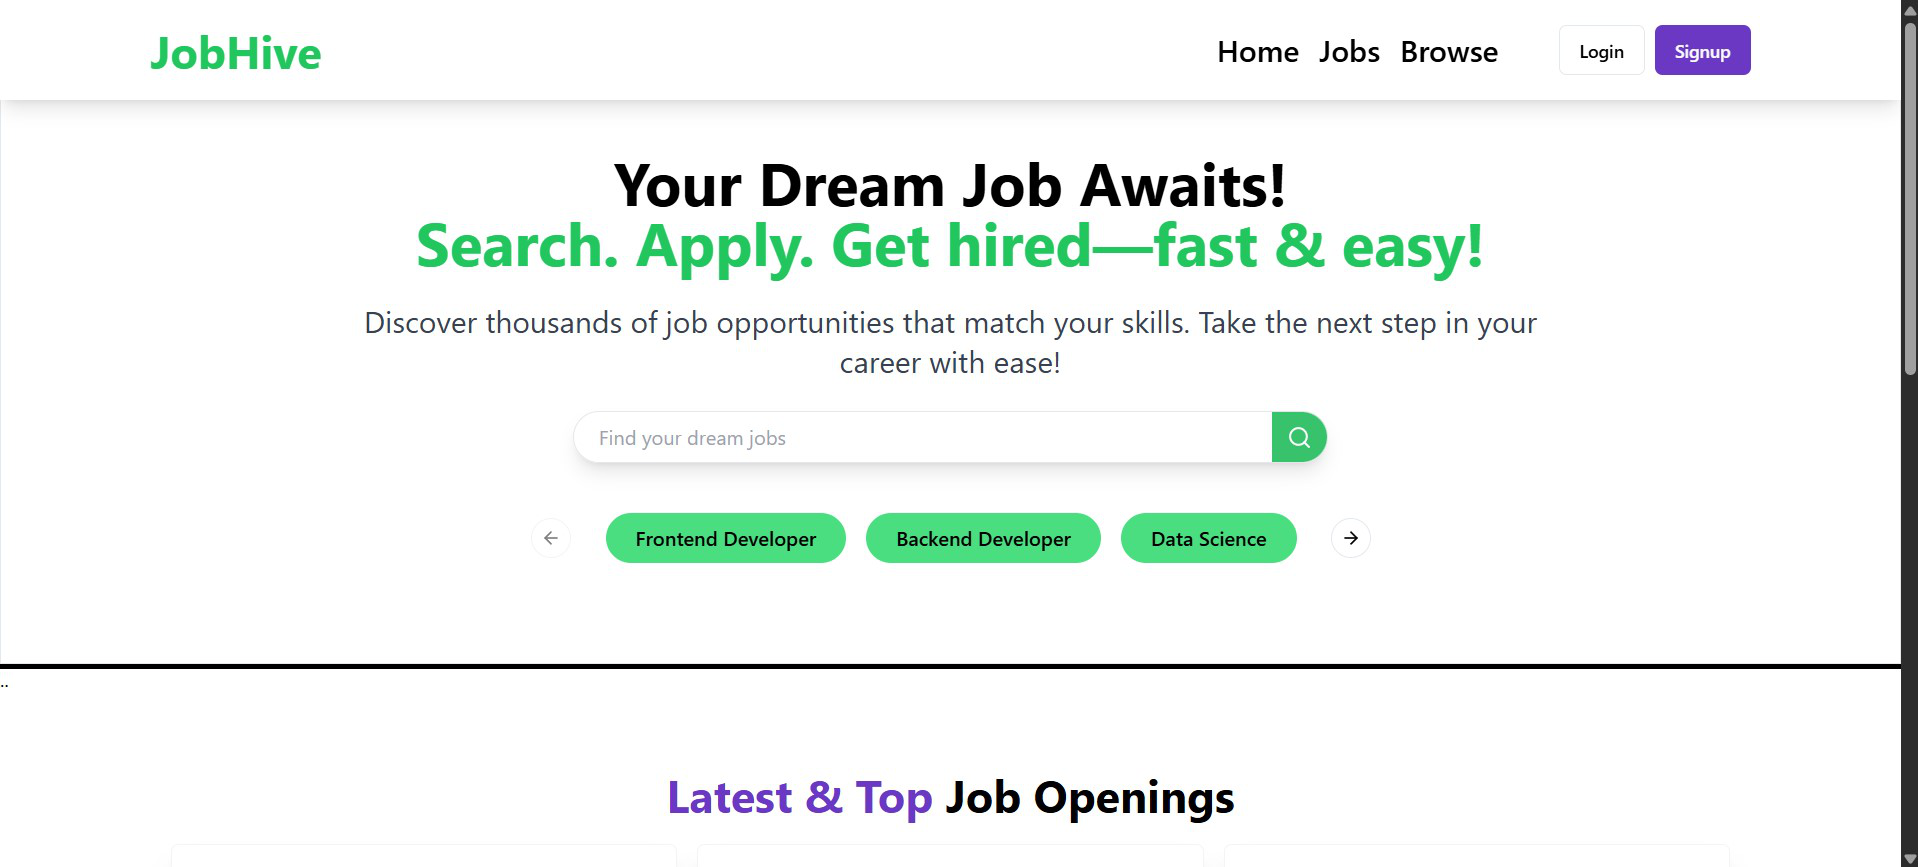 JobHive
Home Jobs Browse Login Signup
Your Dream Job Awaits!
Search. Apply. Get hired—fast & easy!
Discover thousands of job opportunities that match your skills. Take the next step in your
career with ease!
Find your dream jobs
Frontend Developer Backend Developer Data Science
..
Latest & Top Job Openings